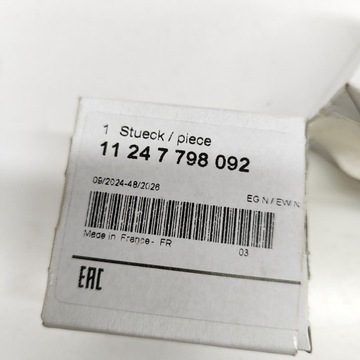 1 Stueck / piece
11 24 7 798 092
09/2024-48/2026
EG N / EWN
Made in France - FR
03
EAC